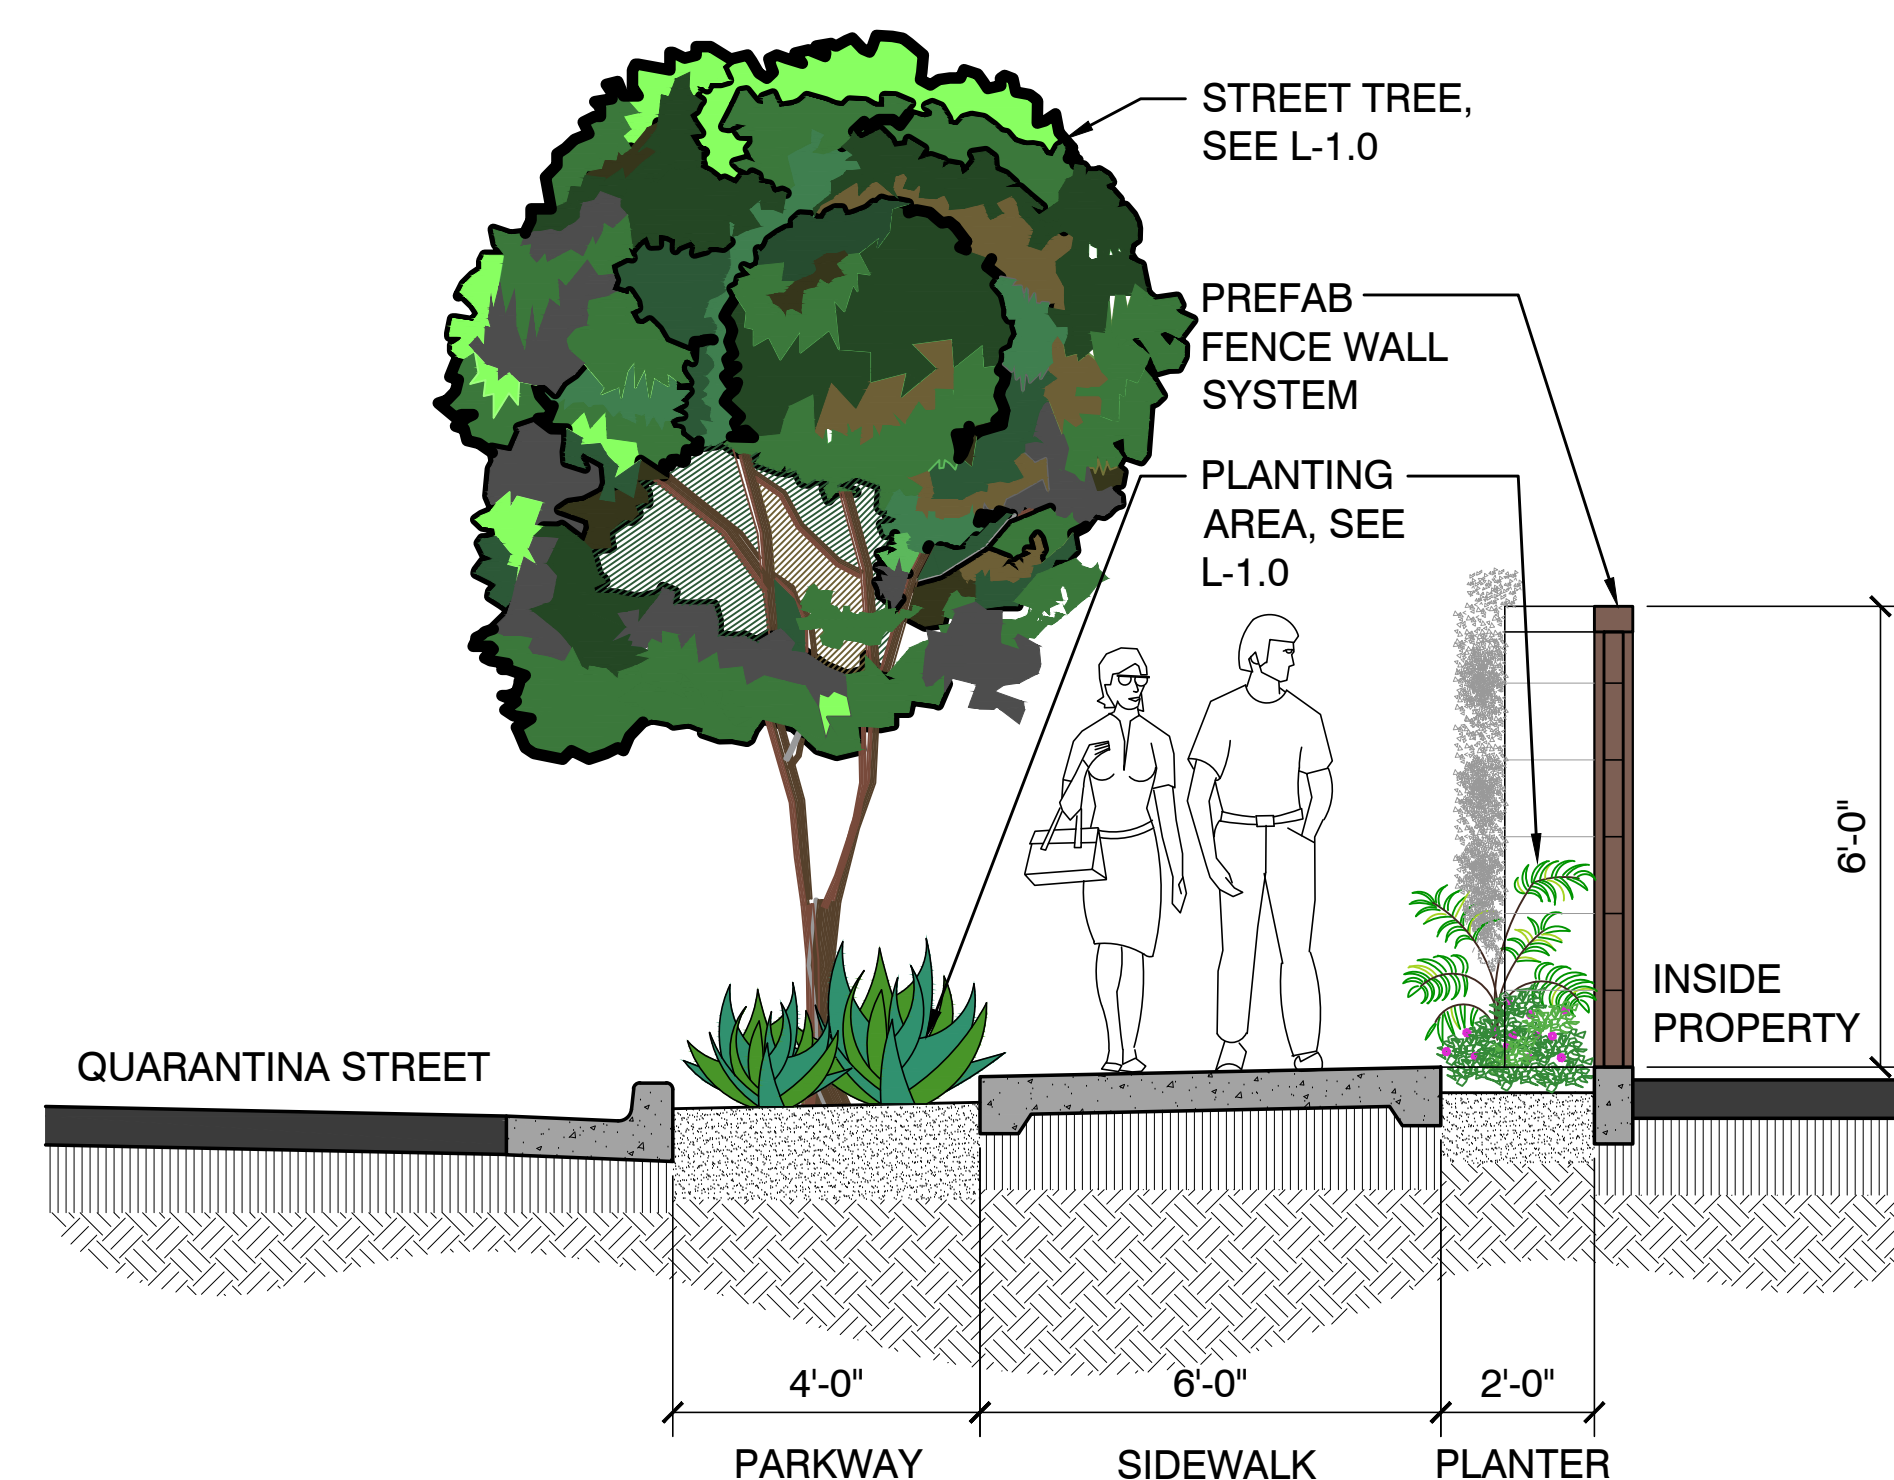 STREET TREE,
SEE L-1.0
PREFAB
FENCE WALL
SYSTEM
PLANTING
AREA, SEE
L-1.0
6'-0"
INSIDE
PROPERTY
QUARANTINA STREET
4'-0"
6'-0"
2'-0"
PARKWAY
SIDEWALK
PLANTER